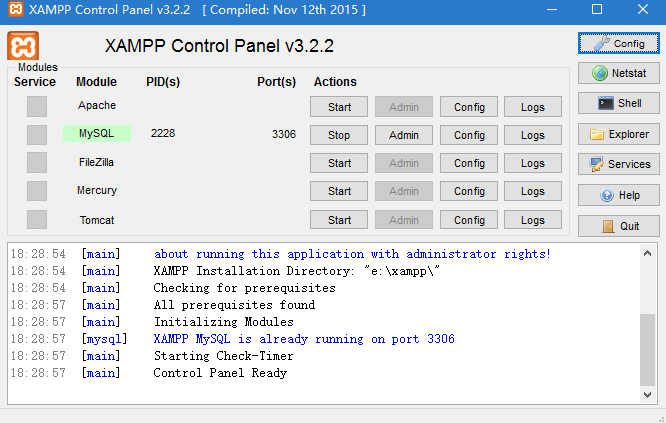 XAMPP Control Panel v3.2.2 [ Compiled: Nov 12th 2015 ]
XAMPP Control Panel v3.2.2
Config
Modules
Service Module PID(s) Port(s) Actions
Netstat
Apache Start Admin Config Logs
Shell
MySQL 2228 3306 Stop Admin Config Logs
Explorer
FileZilla Start Admin Config Logs
Services
Mercury Start Admin Config Logs
Help
Tomcat Start Admin Config Logs
Quit
18:28:54 [main] about running this application with administrator rights!
18:28:54 [main] XAMPP Installation Directory: "e:\xampp\"
18:28:54 [main] Checking for prerequisites
18:28:57 [main] All prerequisites found
18:28:57 [main] Initializing Modules
18:28:57 [mysql] XAMPP MySQL is already running on port 3306
18:28:57 [main] Starting Check-Timer
18:28:57 [main] Control Panel Ready